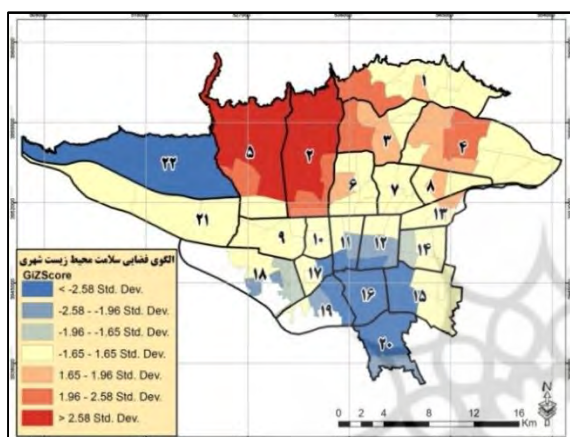 ۱
۲
۳
۴
۵
۶
۷
۸
۹
۱۰
۱۱
۱۲
۱۳
۱۴
۱۵
۱۶
۱۷
۱۸
۱۹
۲۰
۲۱
۲۲
الگوی فضایی سلامت محیط زیست شهری
GiZScore
< -2.58 Std. Dev.
-2.58 - -1.96 Std. Dev.
-1.96 - -1.65 Std. Dev.
-1.65 - 1.65 Std. Dev.
1.65 - 1.96 Std. Dev.
1.96 - 2.58 Std. Dev.
> 2.58 Std. Dev.
N
0 2 4 8 12 16
Km